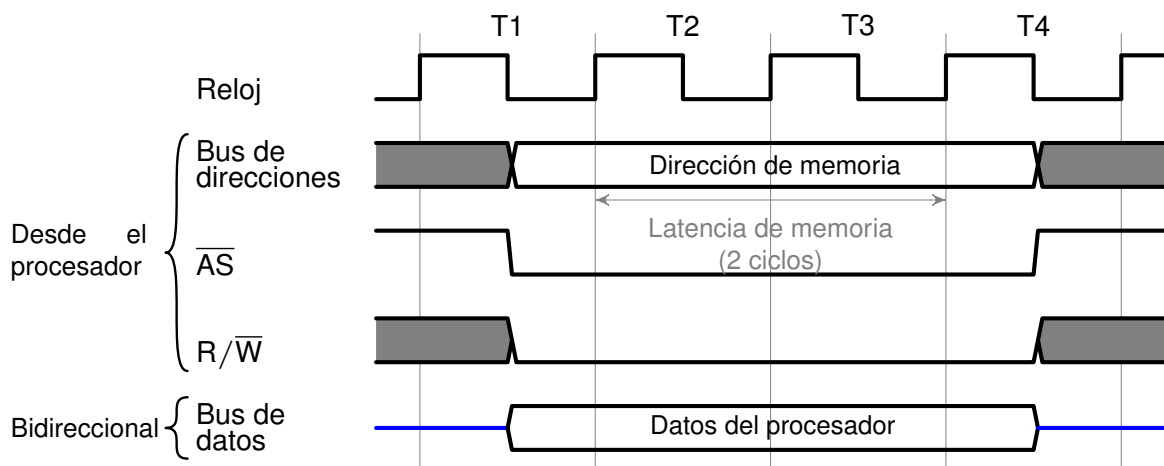 T1 T2 T3 T4
Reloj
Bus de
direcciones
Dirección de memoria
Latencia de memoria
(2 ciclos)
Desde el
procesador
A̅S̅
R/W̅
Bidireccional
Bus de
datos
Datos del procesador